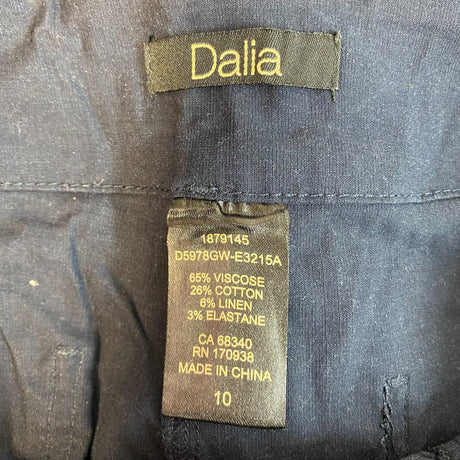 Dalia
1879145
D5978GW-E3215A
65% VISCOSE
26% COTTON
6% LINEN
3% ELASTANE
CA 68340
RN 170938
MADE IN CHINA
10